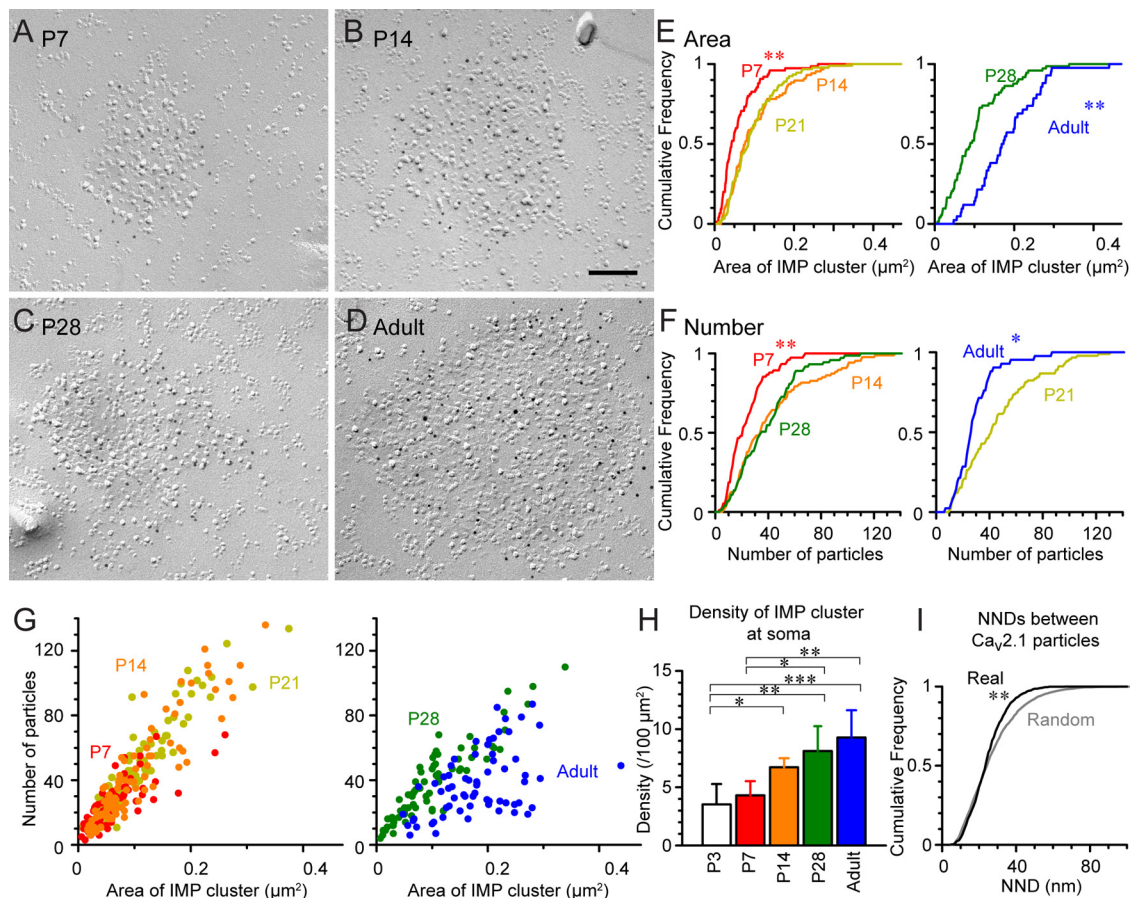 A P7
B P14
C P28
D Adult
E Area
Cumulative Frequency
1
0.5
0
P7 **
P14
P21
0 0.2 0.4
Area of IMP cluster (µm²)
P28
Adult **
1
0.5
0
0 0.2 0.4
Area of IMP cluster (µm²)
F Number
Cumulative Frequency
1
0.5
0
P7 **
P14
P28
0 40 80 120
Number of particles
Adult *
P21
1
0.5
0
0 40 80 120
Number of particles
G
Number of particles
120
80
40
0
P14
P21
P7
0 0.2 0.4
Area of IMP cluster (µm²)
120
80
40
0
P28
Adult
0 0.2 0.4
Area of IMP cluster (µm²)
H Density of IMP cluster
at soma
Density (/100 µm²)
15
10
5
0
**
*
***
**
*
P3 P7 P14 P28 Adult
I NNDs between
Caᵥ2.1 particles
Cumulative Frequency
1
0.5
0
Real
**
Random
0 40 80
NND (nm)